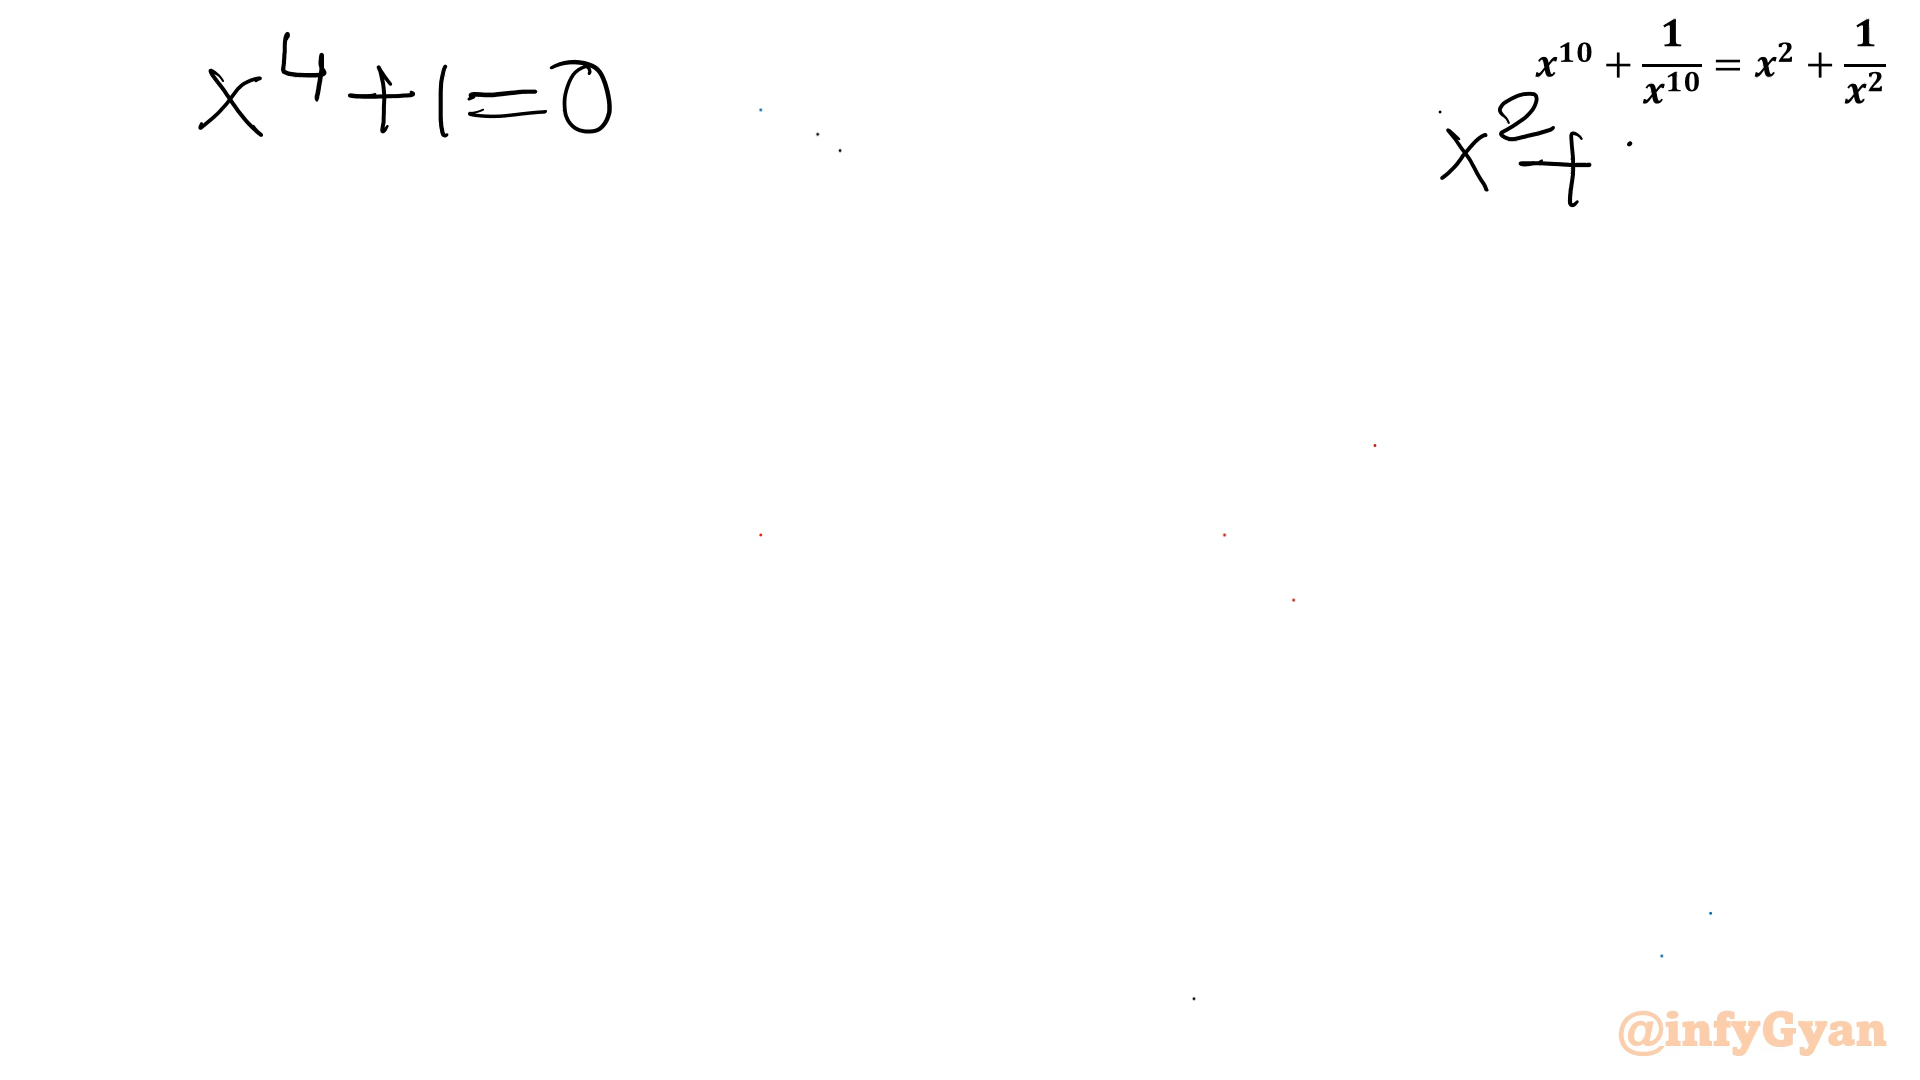 x⁴+1=0
x¹⁰ + 1/x¹⁰ = x² + 1/x²
x²+
@infyGyan